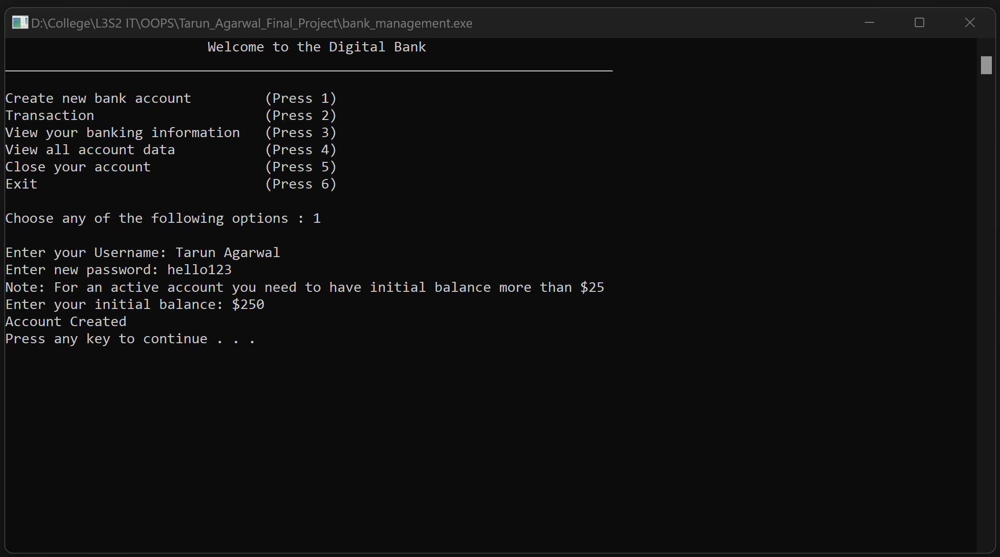 D:\College\L3S2 IT\OOPS\Tarun_Agarwal_Final_Project\bank_management.exe
Welcome to the Digital Bank
Create new bank account (Press 1)
Transaction (Press 2)
View your banking information (Press 3)
View all account data (Press 4)
Close your account (Press 5)
Exit (Press 6)
Choose any of the following options : 1
Enter your Username: Tarun Agarwal
Enter new password: hello123
Note: For an active account you need to have initial balance more than $25
Enter your initial balance: $250
Account Created
Press any key to continue . . .